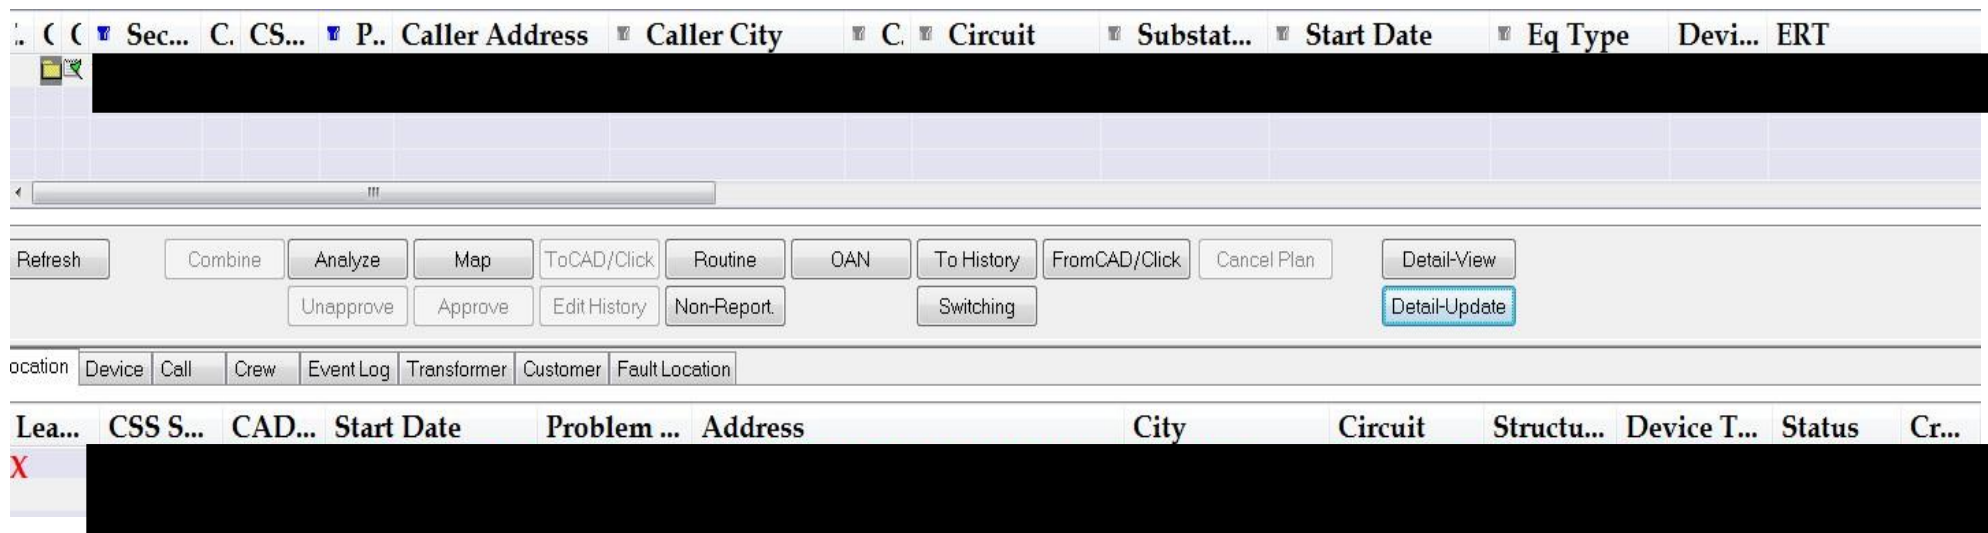 :. ( ( Sec... C. CS... P.. Caller Address Caller City C. Circuit Substat... Start Date Eq Type Devi... ERT
Refresh Combine Analyze Map ToCAD/Click Routine OAN To History FromCAD/Click Cancel Plan Detail-View
Unapprove Approve Edit History Non-Report. Switching Detail-Update
ocation Device Call Crew Event Log Transformer Customer Fault Location
Lea... CSS S... CAD... Start Date Problem ... Address City Circuit Structu... Device T... Status Cr...
X